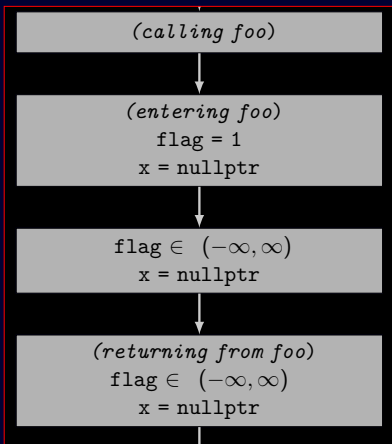 (calling foo)
(entering foo)
flag = 1
x = nullptr
flag ∈ (−∞, ∞)
x = nullptr
(returning from foo)
flag ∈ (−∞, ∞)
x = nullptr